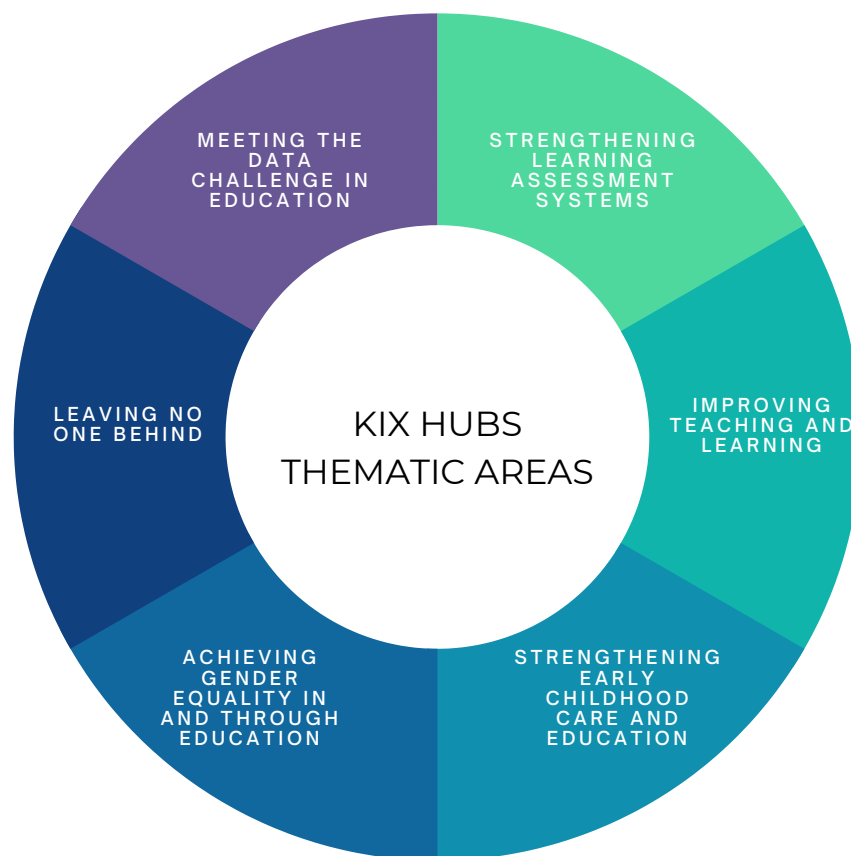 MEETING THE
DATA
CHALLENGE IN
EDUCATION
STRENGTHENING
LEARNING
ASSESSMENT
SYSTEMS
LEAVING NO
ONE BEHIND
KIX HUBS
THEMATIC AREAS
IMPROVING
TEACHING AND
LEARNING
ACHIEVING
GENDER
EQUALITY IN
AND THROUGH
EDUCATION
STRENGTHENING
EARLY
CHILDHOOD
CARE AND
EDUCATION